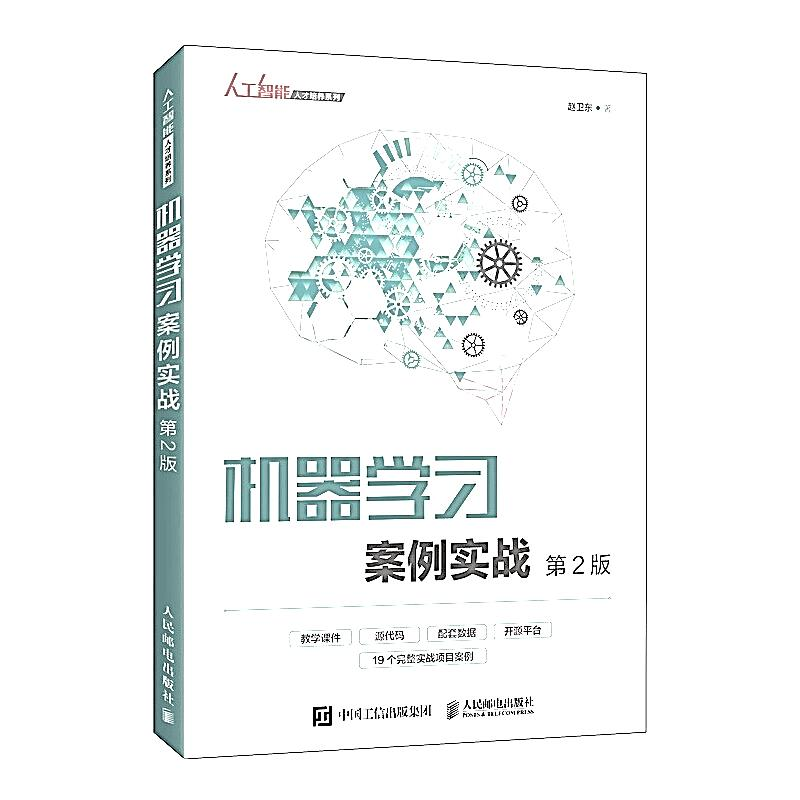 人工智能人才培养系列
赵卫东 • 著
机器学习
案例实战 第2版
教学课件 源代码 配套数据 开源平台
19个完整实战项目案例
中国工信出版集团 人民邮电出版社
POSTS & TELECOM PRESS
人工智能人才培养系列
机器学习 案例实战 第2版
人民邮电出版社